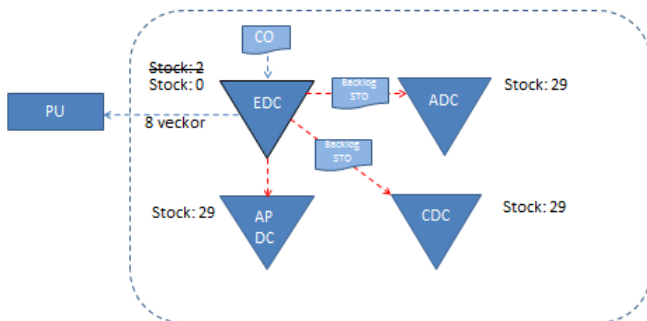 CO
Stock: 2
Stock: 0
EDC
Backlog
STO
ADC
Stock: 29
PU
8 veckor
Backlog
STO
Stock: 29
AP
DC
CDC
Stock: 29